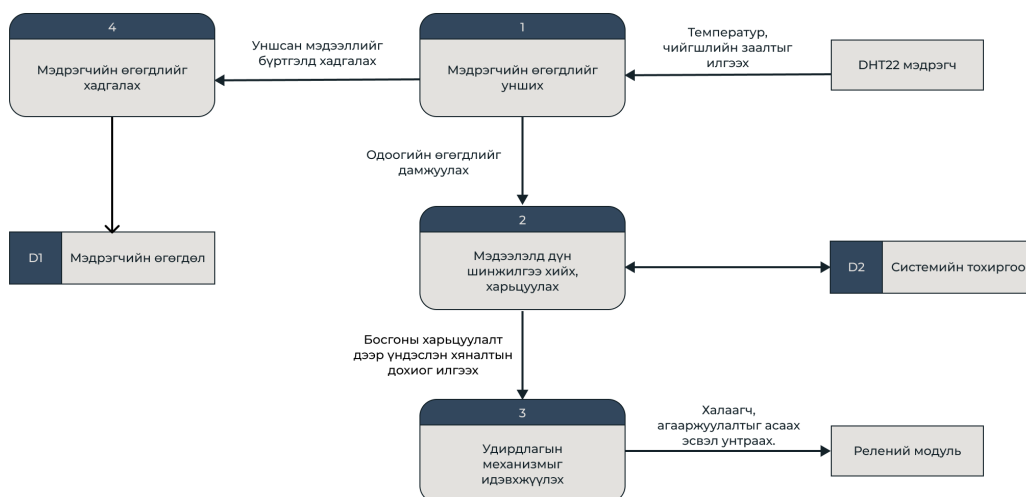 4
Мэдрэгчийн өгөгдлийг
хадгалах
Уншсан мэдээллийг
бүртгэлд хадгалах
1
Мэдрэгчийн өгөгдлийг
унших
Температур,
чийгшлийн заалтыг
илгээх
DHT22 мэдрэгч
Одоогийн өгөгдлийг
дамжуулах
D1
Мэдрэгчийн өгөгдөл
2
Мэдээлэлд дүн
шинжилгээ хийх,
харьцуулах
D2
Системийн тохиргоо
Босгоны харьцуулалт
дээр үндэслэн хяналтын
дохиог илгээх
3
Удирдлагын
механизмыг
идэвхжүүлэх
Халаагч,
агааржуулалтыг асаах
эсвэл унтраах.
Релений модуль